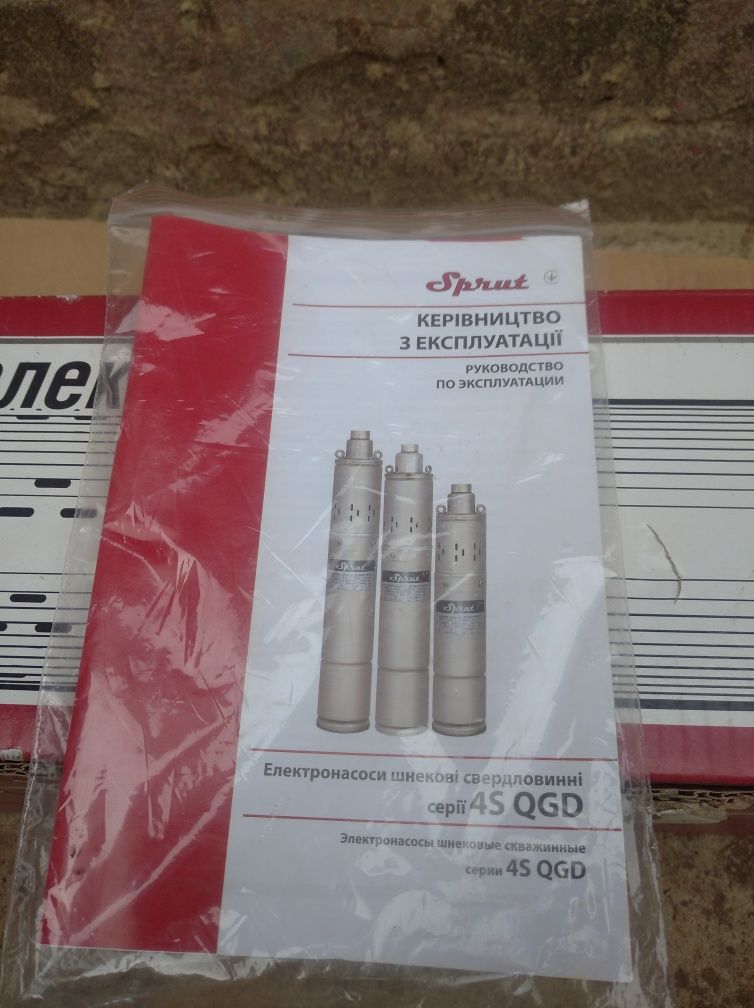 Sprut
КЕРІВНИЦТВО
З ЕКСПЛУАТАЦІЇ
РУКОВОДСТВО
ПО ЭКСПЛУАТАЦИИ
лек
Sprut
Sprut
Sprut
Електронасоси шнекові свердловинні
серії 4S QGD
Электронасосы шнековые скважинные
серии 4S QGD